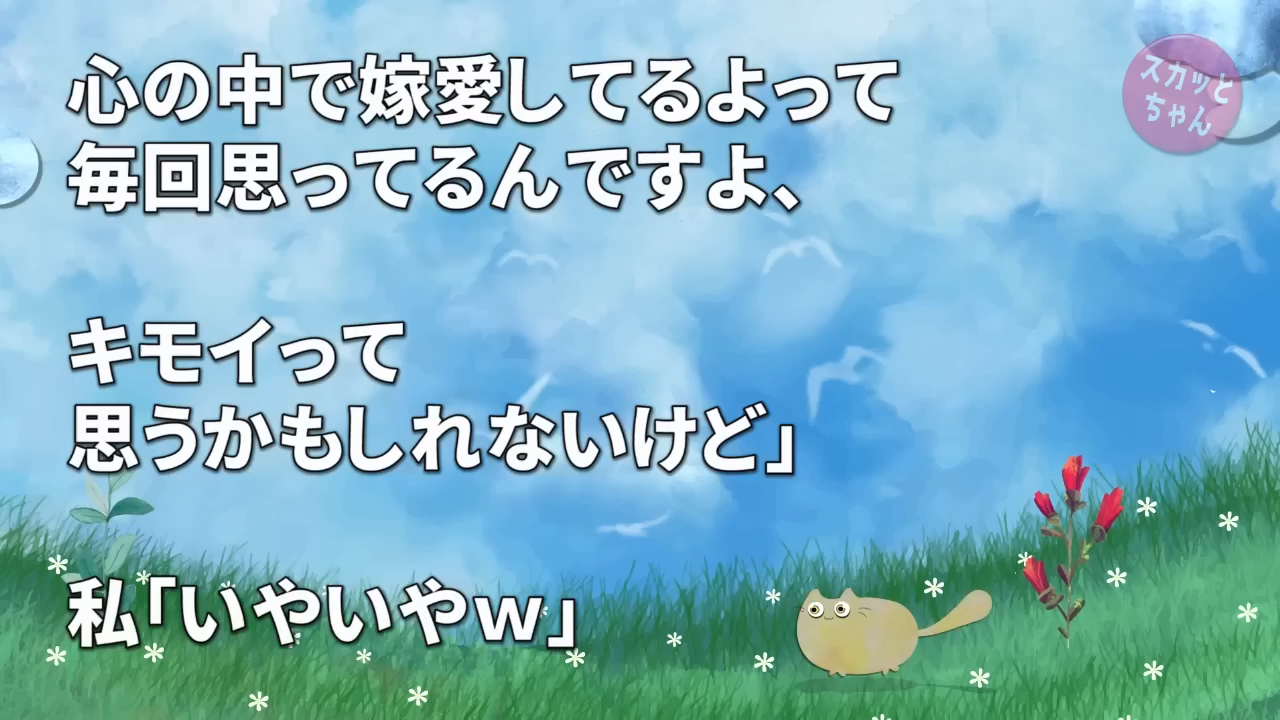 心の中で嫁愛してるよって
毎回思ってるんですよ、
キモイって
思うかもしれないけど」
私「いやいやw」
スカッと
ちゃん